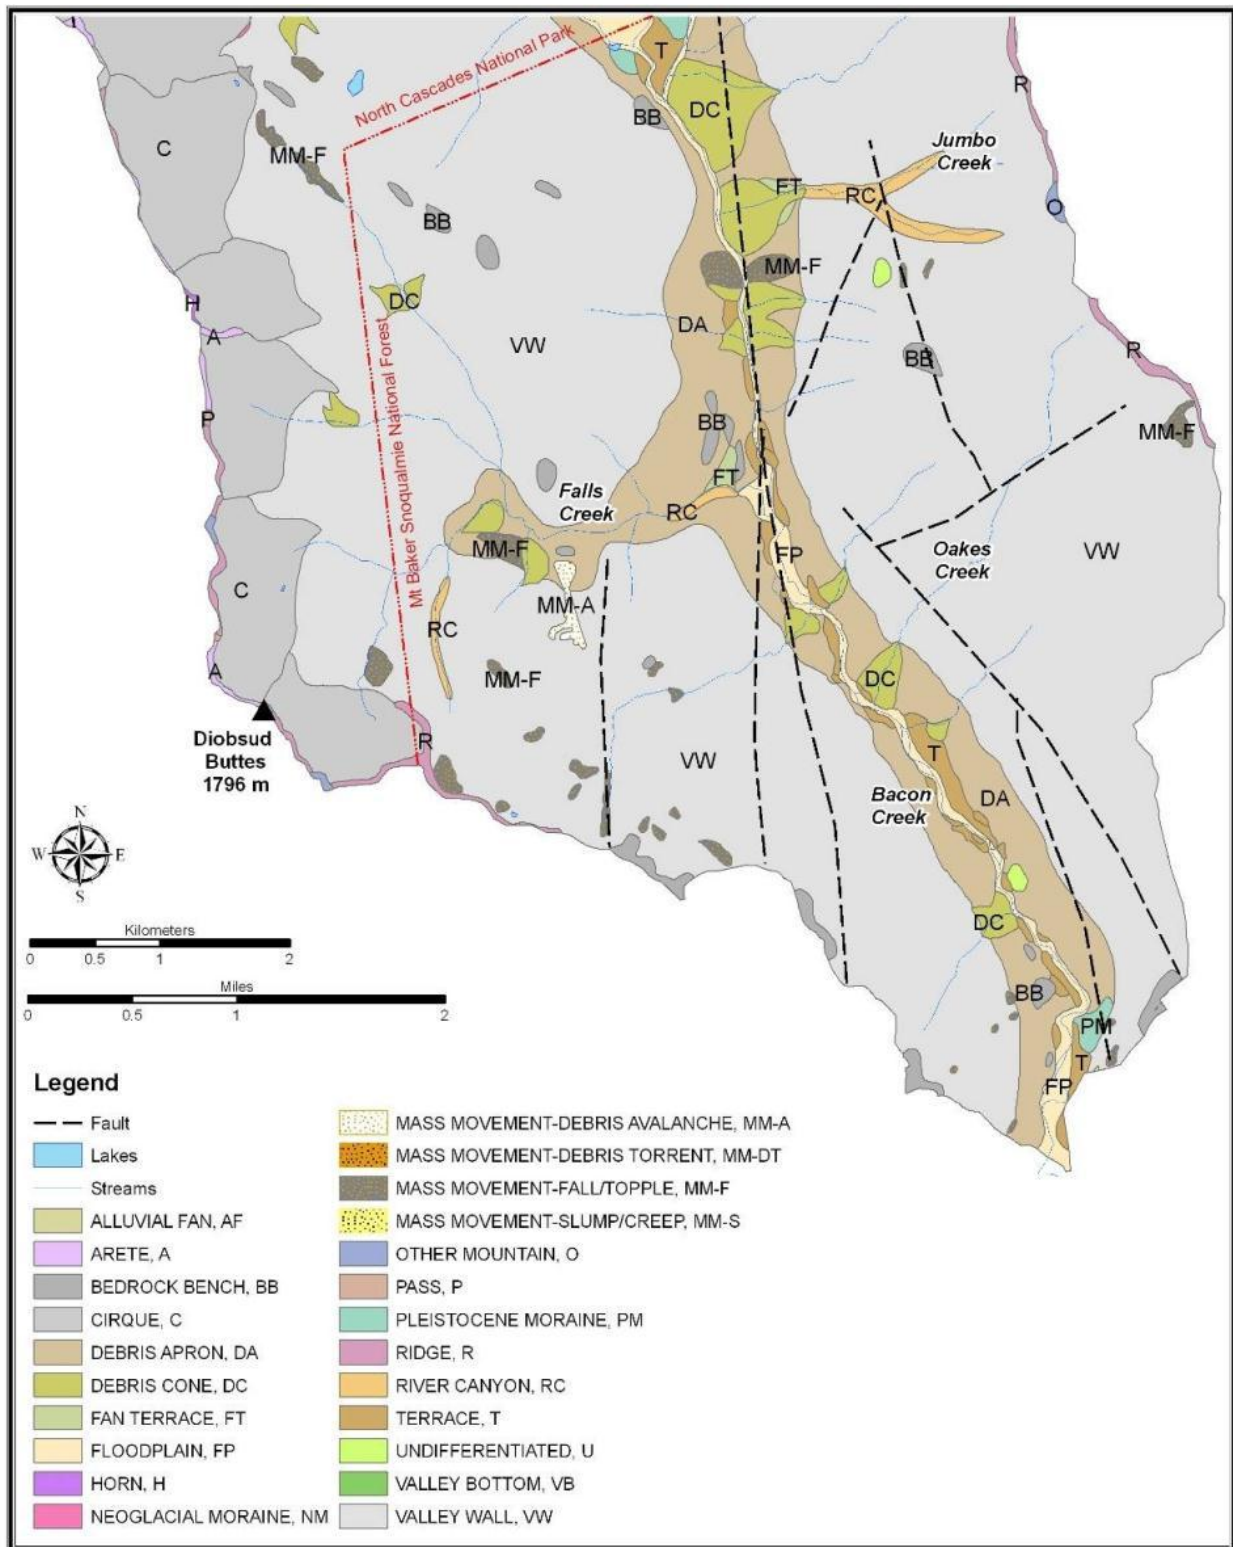 T
North Cascades National Park
R
DC
BB
Jumbo
Creek
C
MM-F
FT
RC
BB
O
MM-F
H
DC
DA
A
VW
BB
R
Mt Baker Snoqualmie National Forest
P
BB
MM-F
FT
Falls
Creek
RC
MM-F
FP
Oakes
Creek
VW
C
MM-A
RC
A
MM-F
DC
Diobsud
Buttes
1796 m
R
T
VW
Bacon
Creek
DA
N
W
E
S
DC
Kilometers
0 0.5 1 2
BB
Miles
0 0.5 1 2
PM
T
FP
Legend
Fault
Lakes
Streams
ALLUVIAL FAN, AF
ARETE, A
BEDROCK BENCH, BB
CIRQUE, C
DEBRIS APRON, DA
DEBRIS CONE, DC
FAN TERRACE, FT
FLOODPLAIN, FP
HORN, H
NEOGLACIAL MORAINE, NM
MASS MOVEMENT-DEBRIS AVALANCHE, MM-A
MASS MOVEMENT-DEBRIS TORRENT, MM-DT
MASS MOVEMENT-FALL/TOPPLE, MM-F
MASS MOVEMENT-SLUMP/CREEP, MM-S
OTHER MOUNTAIN, O
PASS, P
PLEISTOCENE MORAINE, PM
RIDGE, R
RIVER CANYON, RC
TERRACE, T
UNDIFFERENTIATED, U
VALLEY BOTTOM, VB
VALLEY WALL, VW